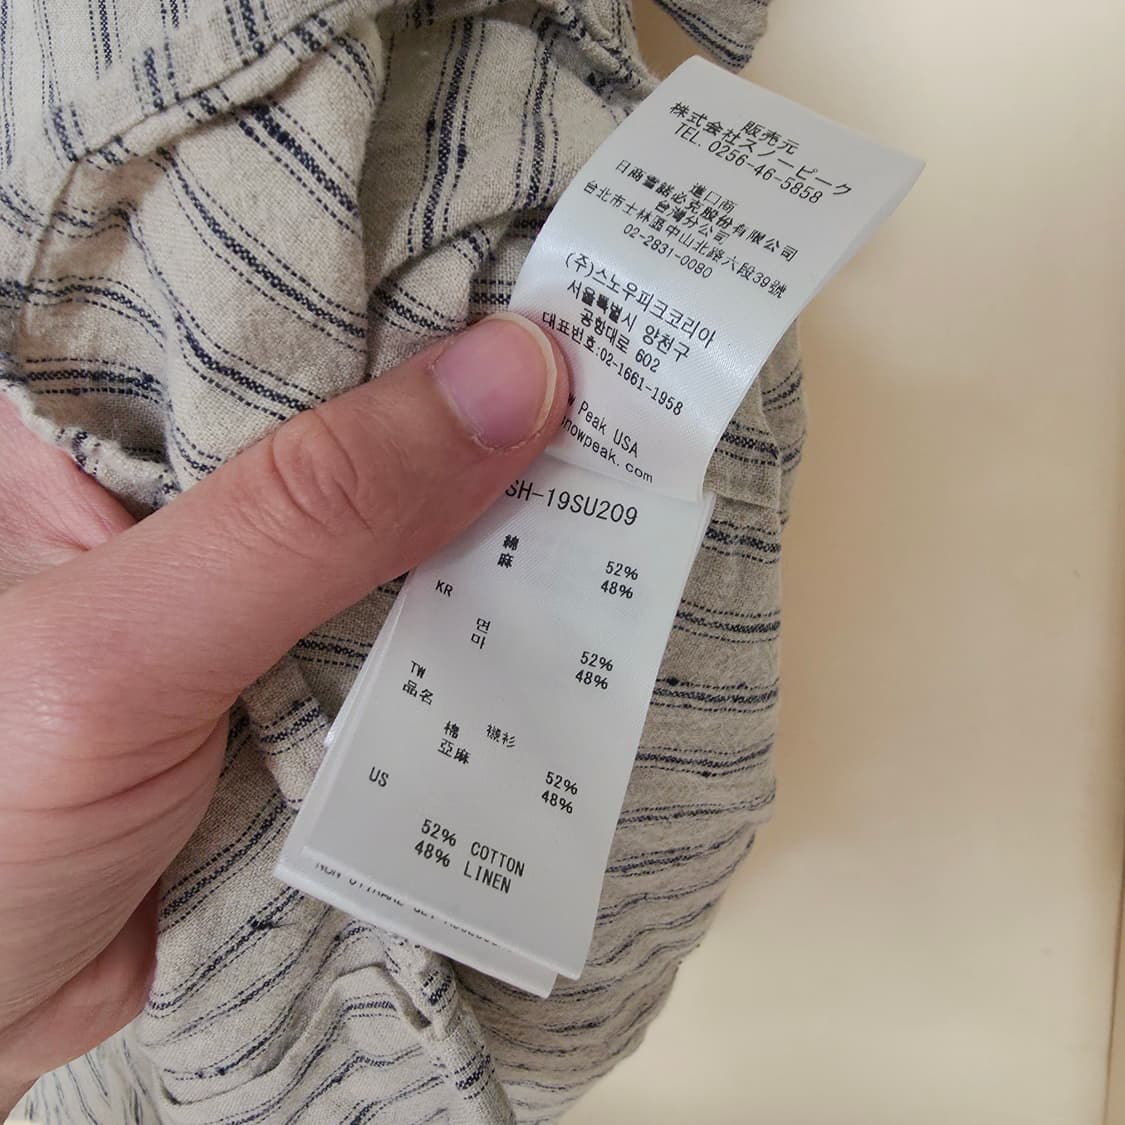 販売元
株式会社スノーピーク
TEL. 0256-46-5858
進口商
日商雪諾必克股份有限公司
台灣分公司
台北市士林區中山北路六段39號
02-2831-0080
(주)스노우피크코리아
서울특별시 양천구
공항대로 602
대표번호:02-1661-1958
Peak USA
snowpeak.com
SH-19SU209
綿 52%
麻 48%
KR
면 52%
마 48%
TW
品名 襯衫
棉 52%
亞麻 48%
US
52% COTTON
48% LINEN